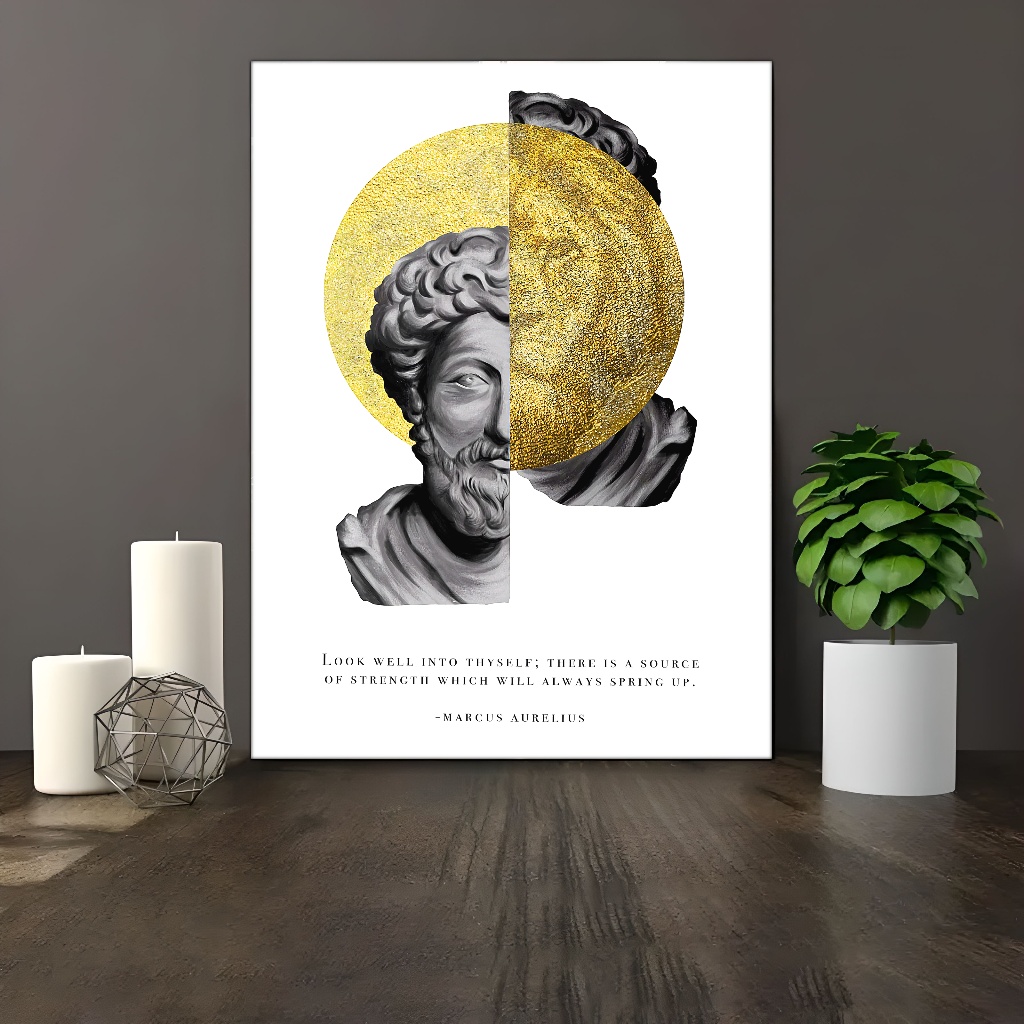 Look well into thyself; there is a source
of strength which will always spring up.
-Marcus Aurelius